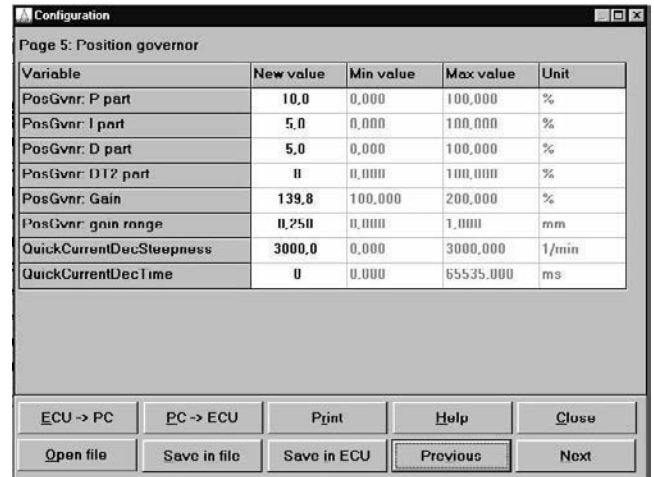 Configuration
Page 5: Position governor
Variable New value Min value Max value Unit
PosGvnr: P part 10,0 0,000 100,000 %
PosGvnr: I part 5,0 0,000 100,000 %
PosGvnr: D part 5,0 0,000 100,000 %
PosGvnr: DT2 part 0 0,000 100,000 %
PosGvnr: Gain 139,8 100,000 200,000 %
PosGvnr: gain range 0,250 0,000 1,000 mm
QuickCurrentDecSteepness 3000,0 0,000 3000,000 1/min
QuickCurrentDecTime 0 0.000 65535.000 ms
ECU -> PC PC -> ECU Print Help Close
Open file Save in file Save in ECU Previous Next